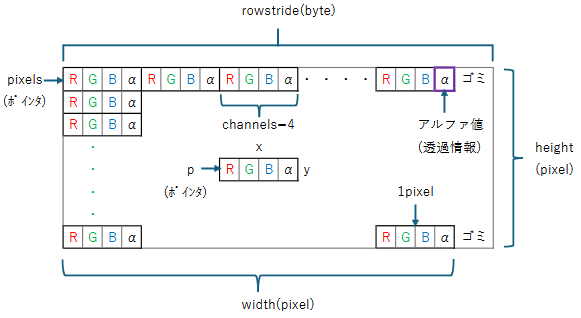 rowstride(byte)
pixels
(ﾎﾟｲﾝﾀ)
R G B α R G B α R G B α ・ ・ ・ ・ R G B α ゴミ
R G B α
R G B α
channels=4
アルファ値
(透過情報)
height
(pixel)
x
p
(ﾎﾟｲﾝﾀ)
R G B α y
1pixel
R G B α R G B α ゴミ
width(pixel)